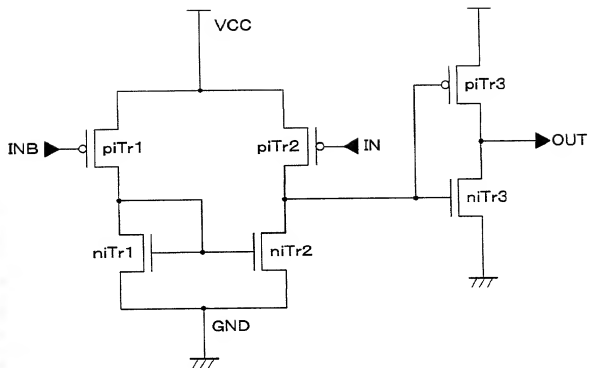 VCC
piTr3
INB
piTr1
piTr2
IN
OUT
niTr3
niTr1
niTr2
GND